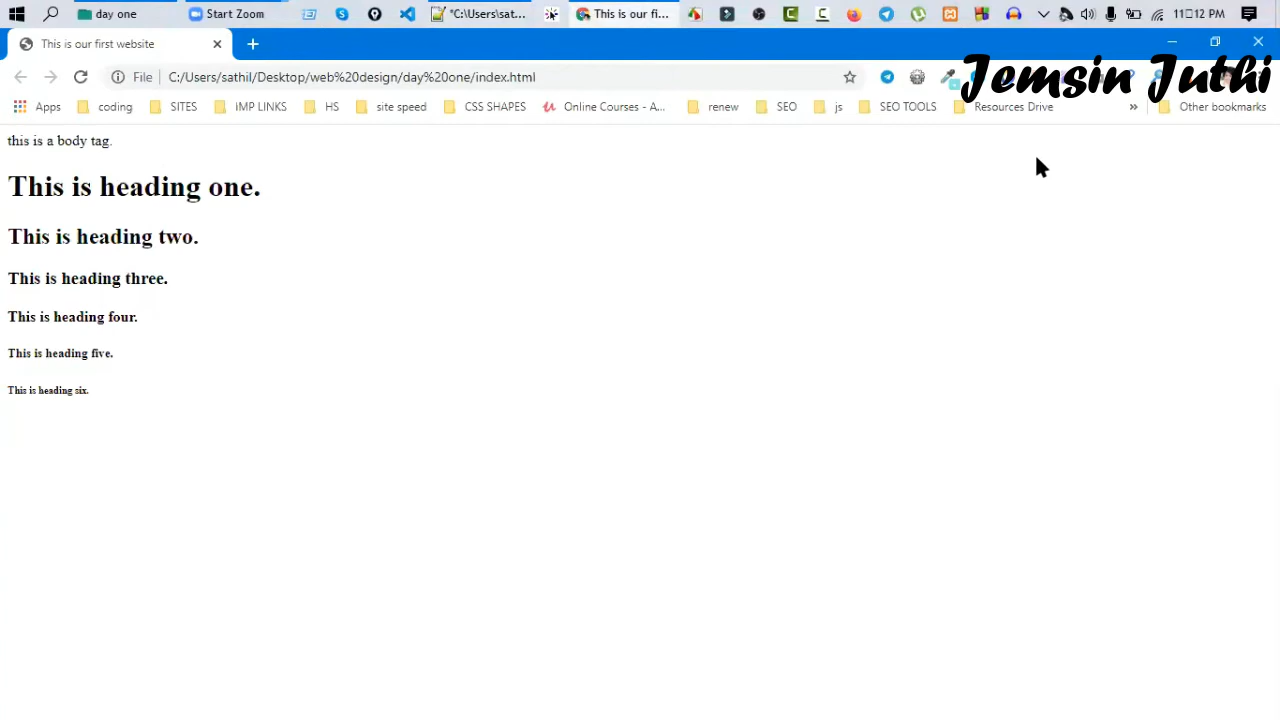 day one
Start Zoom
"C:\Users\sat...
This is our fi...
11:12 PM
This is our first website
File
C:/Users/sathil/Desktop/web%20design/day%20one/index.html
Jemsin Juthi
Apps
coding
SITES
IMP LINKS
HS
site speed
CSS SHAPES
Online Courses - A...
renew
SEO
js
SEO TOOLS
Resources Drive
»
Other bookmarks
this is a body tag.
This is heading one.
This is heading two.
This is heading three.
This is heading four.
This is heading five.
This is heading six.